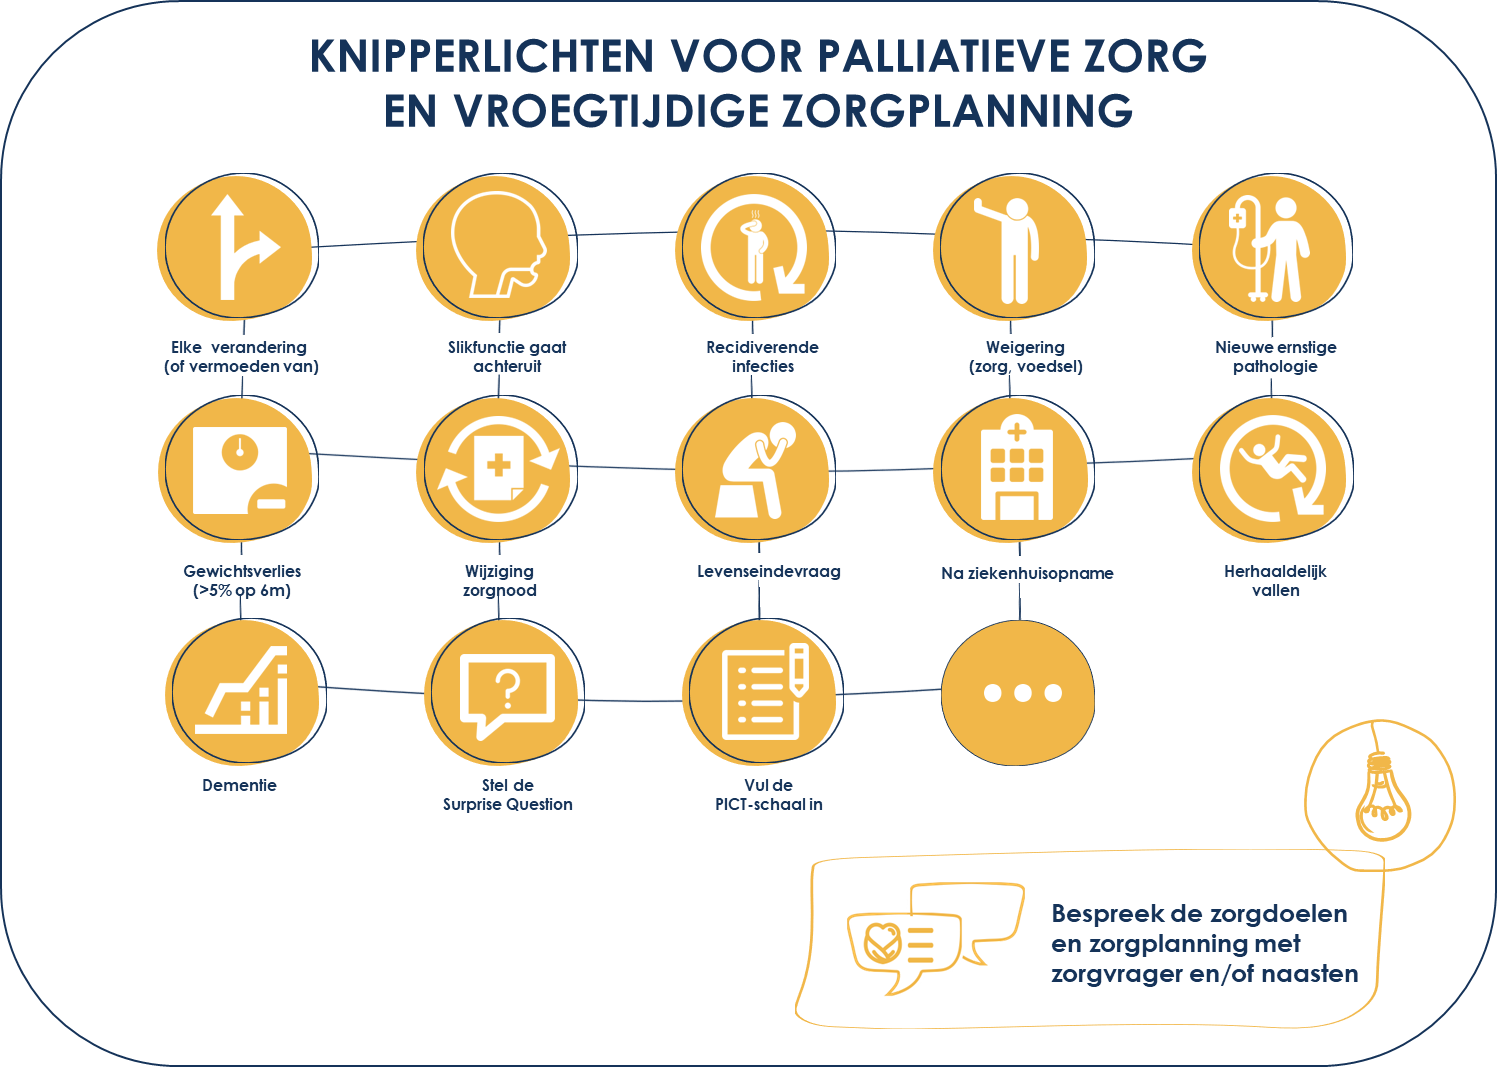 KNIPPERLICHTEN VOOR PALLIATIEVE ZORG
EN VROEGTIJDIGE ZORGPLANNING
Elke verandering
(of vermoeden van)
Slikfunctie gaat
achteruit
Recidiverende
infecties
Weigering
(zorg, voedsel)
Nieuwe ernstige
pathologie
Gewichtsverlies
(>5% op 6m)
Wijziging
zorgnood
Levenseindevraag
Na ziekenhuisopname
Herhaaldelijk
vallen
?
Dementie
Stel de
Surprise Question
Vul de
PICT-schaal in
Bespreek de zorgdoelen
en zorgplanning met
zorgvrager en/of naasten